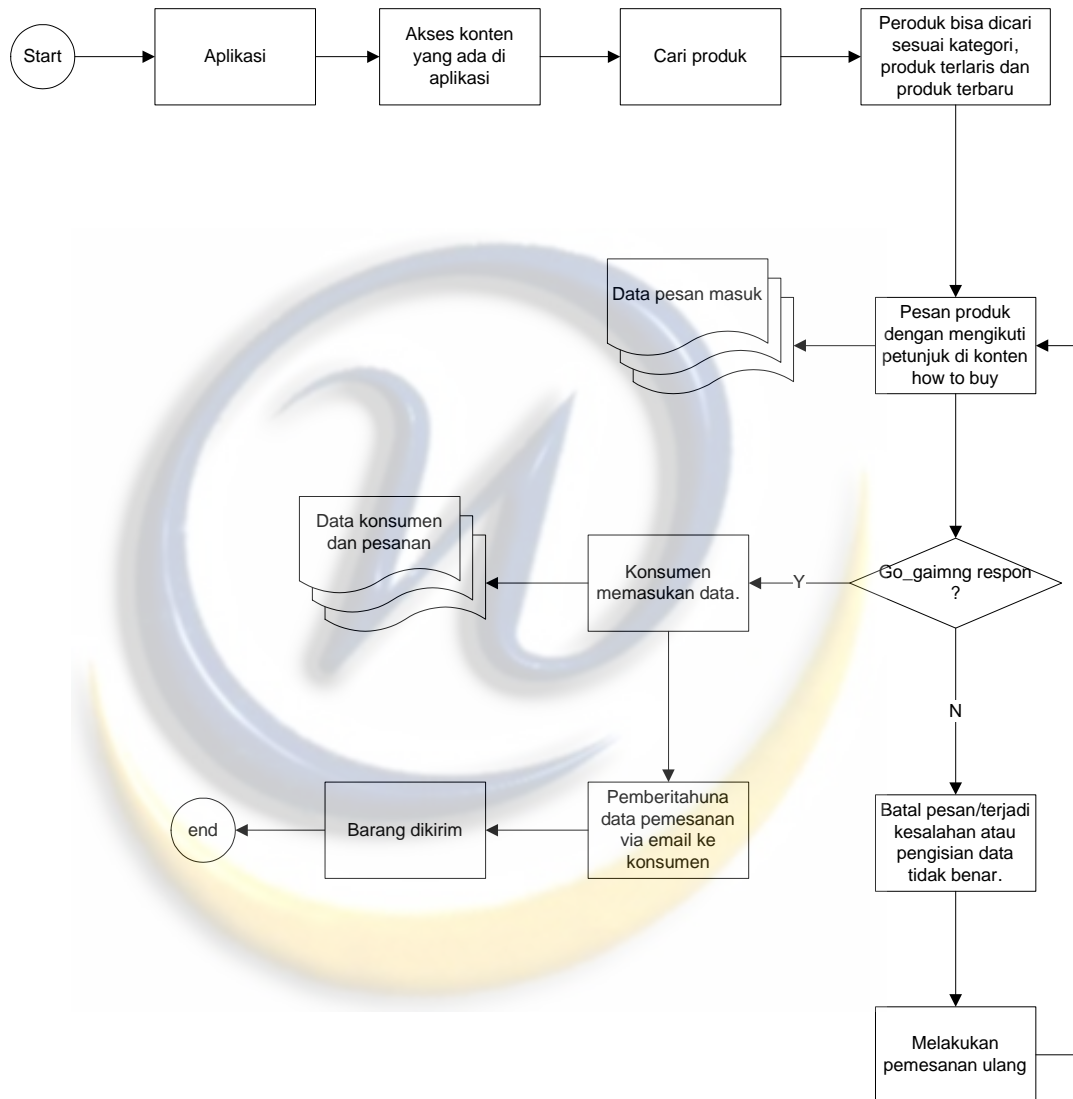 Start
Aplikasi
Akses konten
yang ada di
aplikasi
Cari produk
Peroduk bisa dicari
sesuai kategori,
produk terlaris dan
produk terbaru
Data pesan masuk
Pesan produk
dengan mengikuti
petunjuk di konten
how to buy
Data konsumen
dan pesanan
Konsumen
memasukan data.
Y
Go_gaimng respon
?
N
end
Barang dikirim
Pemberitahuna
data pemesanan
via email ke
konsumen
Batal pesan/terjadi
kesalahan atau
pengisian data
tidak benar.
Melakukan
pemesanan ulang